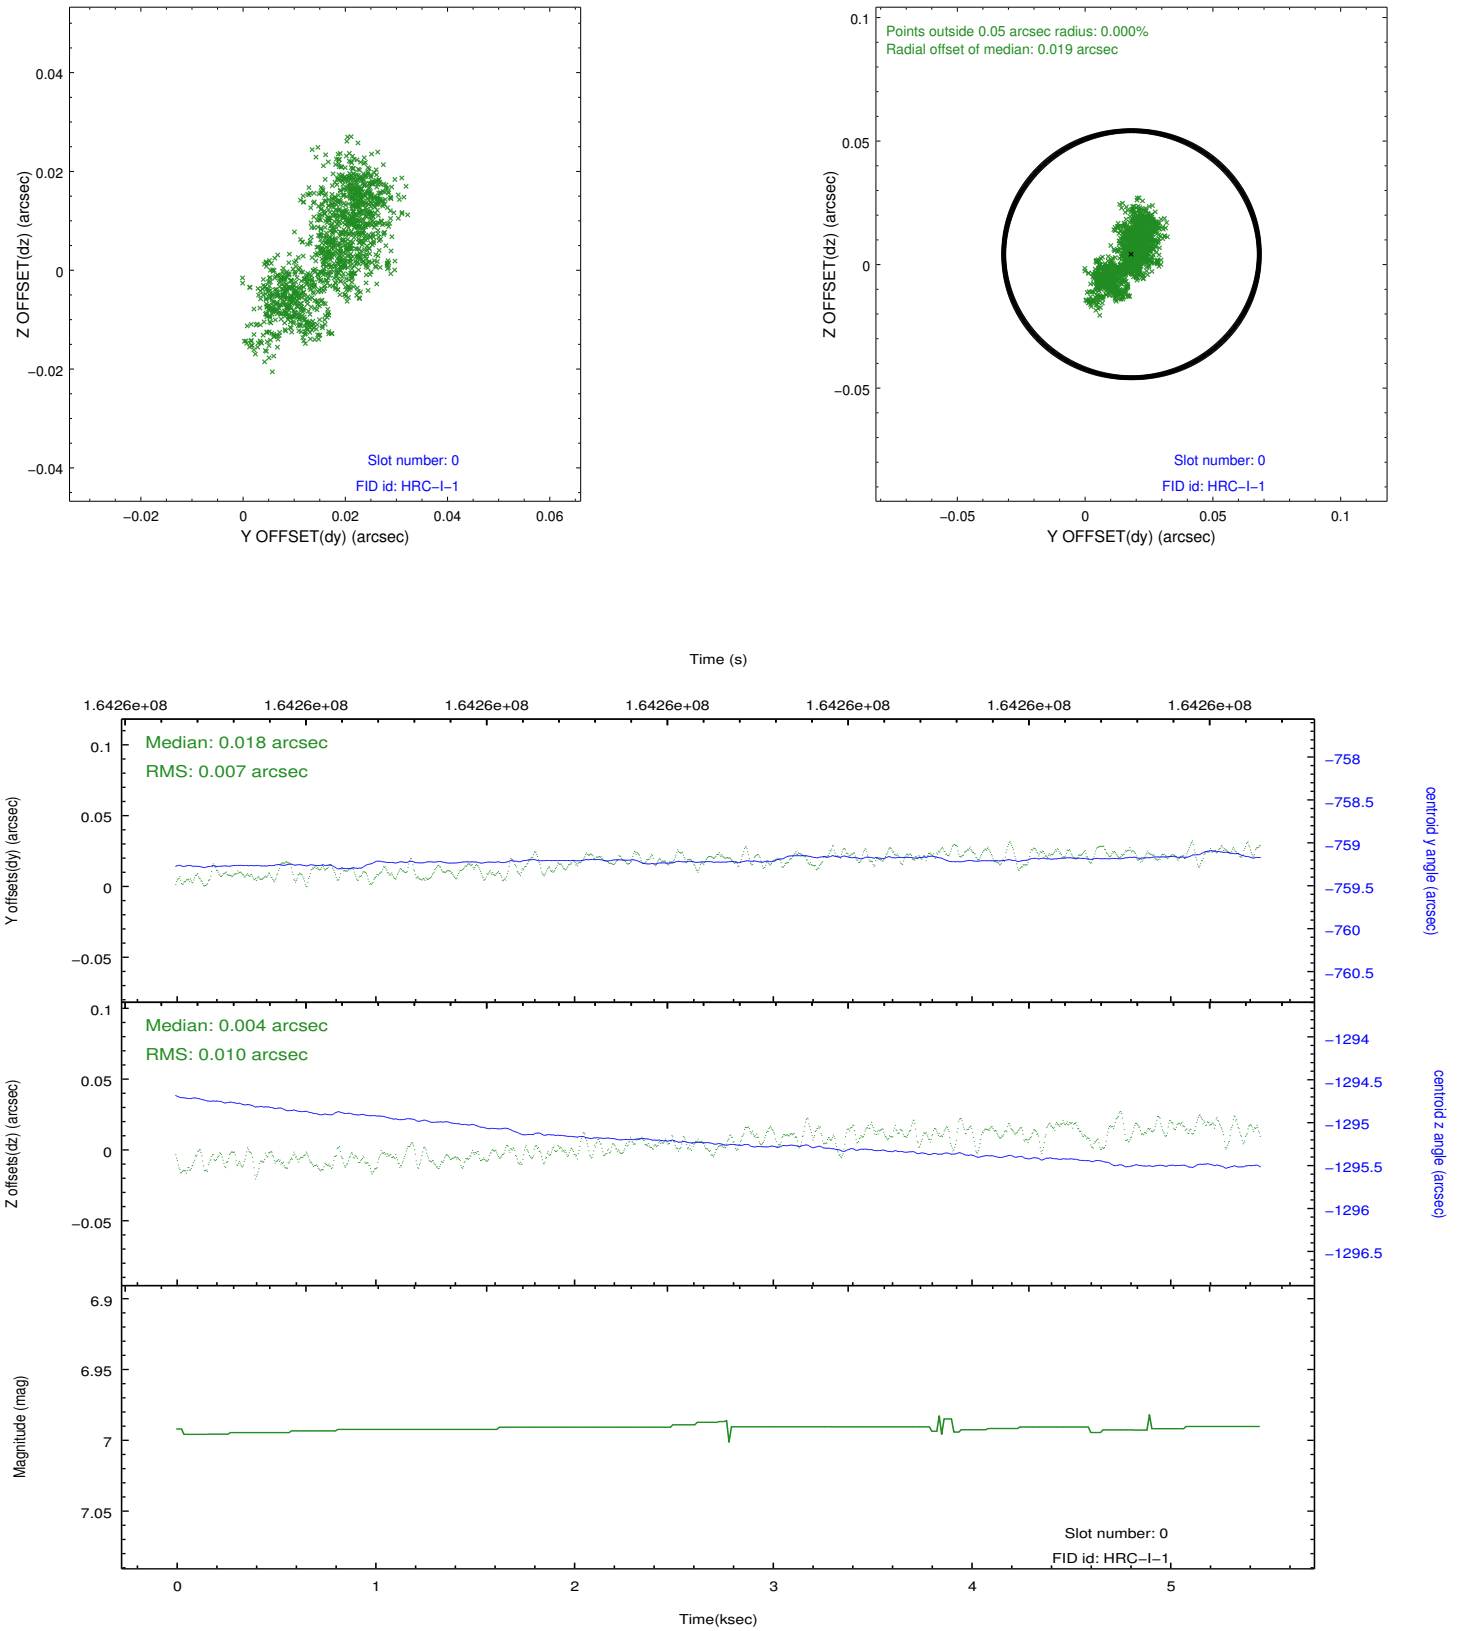 0.04
0.02
0
−0.02
−0.04
Z OFFSET(dz) (arcsec)
Slot number: 0
FID id: HRC−I−1
−0.02 0 0.02 0.04 0.06
Y OFFSET(dy) (arcsec)
Points outside 0.05 arcsec radius: 0.000%
Radial offset of median: 0.019 arcsec
0.1
0.05
0
−0.05
Z OFFSET(dz) (arcsec)
Slot number: 0
FID id: HRC−I−1
−0.05 0 0.05 0.1
Y OFFSET(dy) (arcsec)
Time (s)
1.6426e+08 1.6426e+08 1.6426e+08 1.6426e+08 1.6426e+08 1.6426e+08 1.6426e+08
Median: 0.018 arcsec
RMS: 0.007 arcsec
0.1
0.05
0
−0.05
Y offsets(dy) (arcsec)
−758
−758.5
−759
−759.5
−760
−760.5
centroid y angle (arcsec)
Median: 0.004 arcsec
RMS: 0.010 arcsec
0.1
0.05
0
−0.05
Z offsets(dz) (arcsec)
−1294
−1294.5
−1295
−1295.5
−1296
−1296.5
centroid z angle (arcsec)
6.9
6.95
7
7.05
Magnitude (mag)
Slot number: 0
FID id: HRC−I−1
0 1 2 3 4 5
Time(ksec)